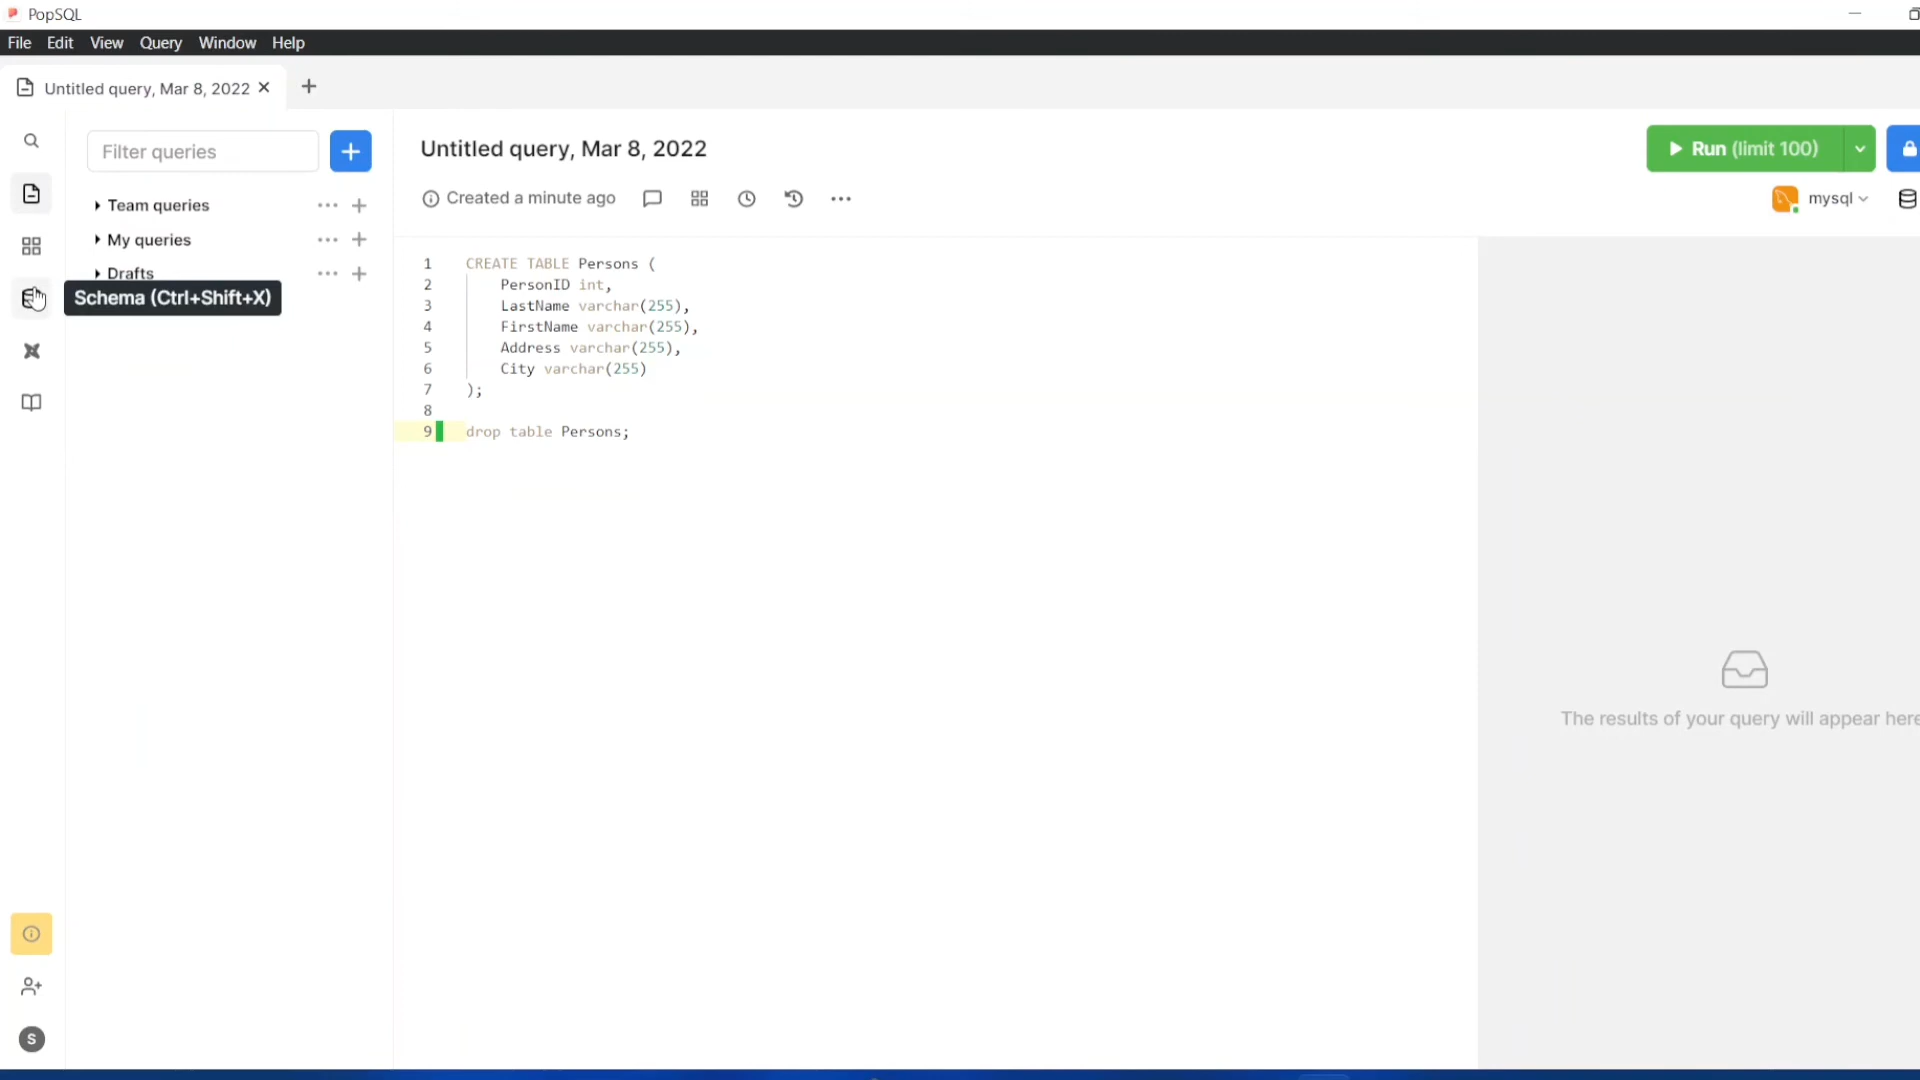 PopSQL
File Edit View Query Window Help
Untitled query, Mar 8, 2022
Filter queries
Untitled query, Mar 8, 2022
Run (limit 100)
Created a minute ago
mysql
Team queries
My queries
Drafts
Schema (Ctrl+Shift+X)
1 CREATE TABLE Persons (
2 PersonID int,
3 LastName varchar(255),
4 FirstName varchar(255),
5 Address varchar(255),
6 City varchar(255)
7 );
8
9 drop table Persons;
The results of your query will appear here
S